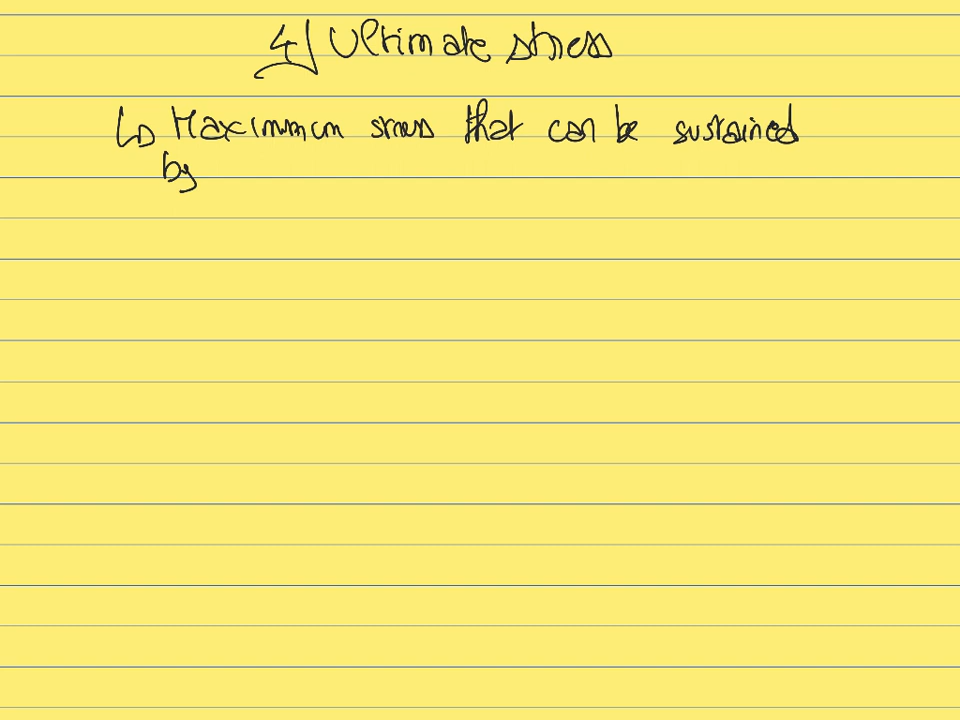 4/ Ultimate stress
↳ Maximum stress that can be sustained
by